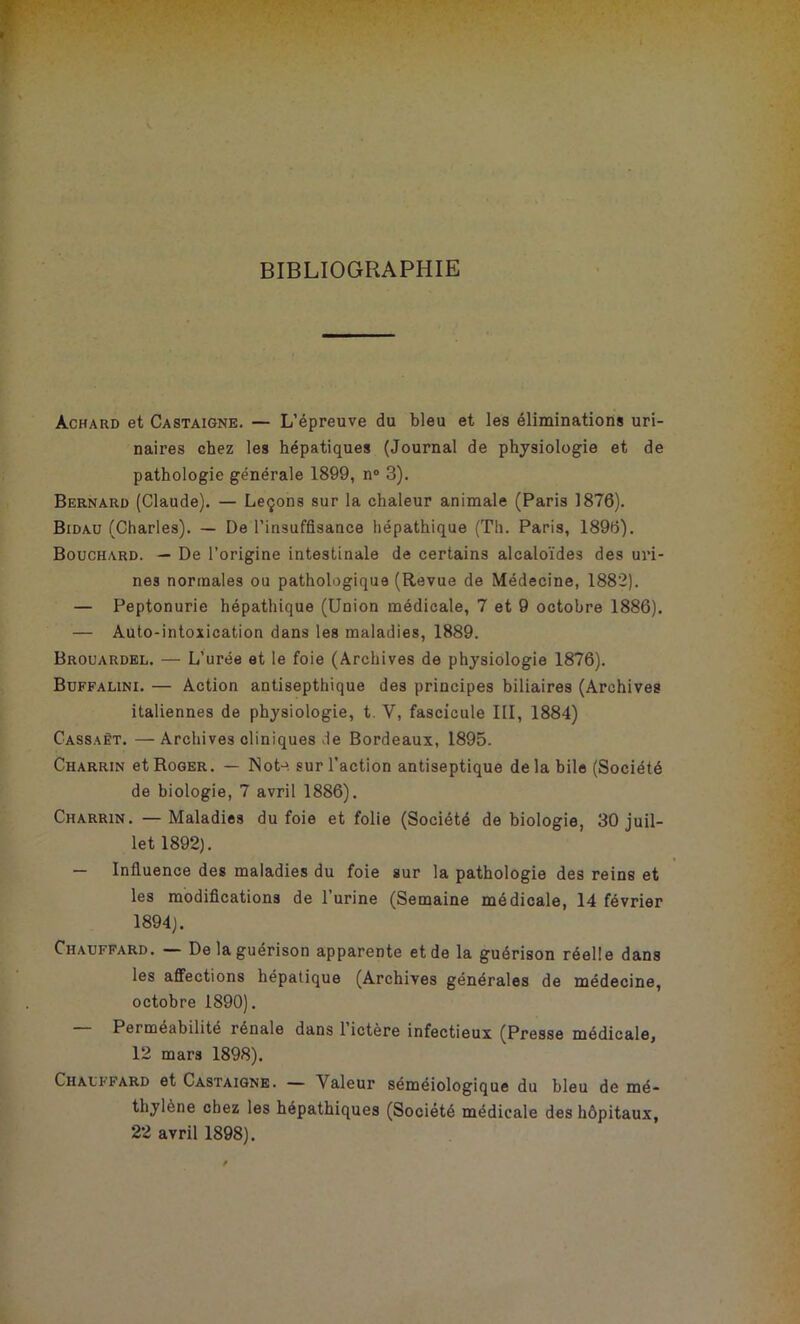 BIBLIOGRAPHIE
ACHARD et CASTAIGNE. — L'épreuve du bleu et les éliminations uri-
naires chez les hépatiques (Journal de physiologie et de
pathologie générale 1899, n° 3).
BERNARD (Claude). — Leçons sur la chaleur animale (Paris 1876).
BIDAU (Charles). — De l'insuffisance hépathique (Th. Paris, 1896).
BOUCHARD. — De l'origine intestinale de certains alcaloïdes des uri-
nes normales ou pathologique (Revue de Médecine, 1882).
— Peptonurie hépathique (Union médicale, 7 et 9 octobre 1886).
— Auto-intoxication dans les maladies, 1889.
BROUARDEL. — L'urée et le foie (Archives de physiologie 1876).
BUFFALINI. — Action antisepthique des principes biliaires (Archives
italiennes de physiologie, t. V, fascicule III, 1884)
CASSAËT. — Archives cliniques de Bordeaux, 1895.
CHARRIN et ROGER. — Note sur l'action antiseptique de la bile (Société
de biologie, 7 avril 1886).
CHARRIN. — Maladies du foie et folie (Société de biologie, 30 juil-
let 1892).
— Influence des maladies du foie sur la pathologie des reins et
les modifications de l'urine (Semaine médicale, 14 février
1894).
CHAUFFARD. — De la guérison apparente et de la guérison réelle dans
les affections hépatique (Archives générales de médecine,
octobre 1890).
— Perméabilité rénale dans l'ictère infectieux (Presse médicale,
12 mars 1898).
CHAUFFARD et CASTAIGNE. — Valeur séméiologique du bleu de mé-
thylène chez les hépathiques (Société médicale des hôpitaux,
22 avril 1898).